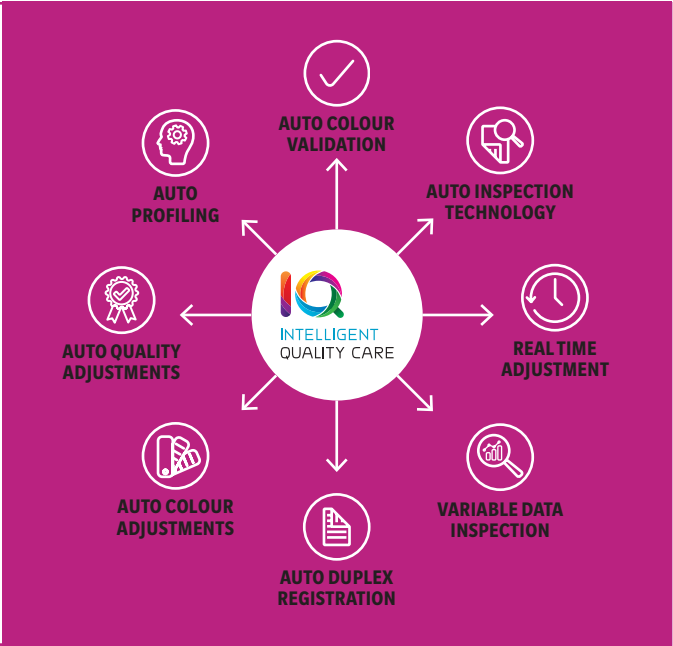 AUTO COLOUR
VALIDATION
AUTO INSPECTION
TECHNOLOGY
AUTO
PROFILING
IQ
INTELLIGENT
QUALITY CARE
REAL TIME
ADJUSTMENT
AUTO QUALITY
ADJUSTMENTS
VARIABLE DATA
INSPECTION
AUTO COLOUR
ADJUSTMENTS
AUTO DUPLEX
REGISTRATION